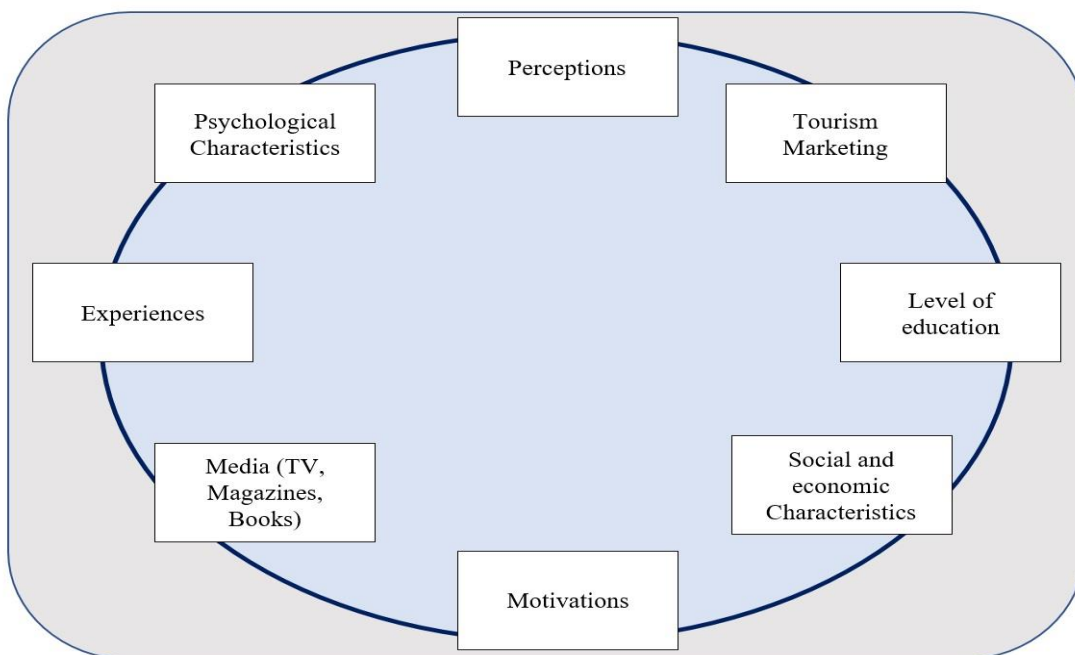 Perceptions
Psychological
Characteristics
Tourism
Marketing
Experiences
Level of
education
Media (TV,
Magazines,
Books)
Social and
economic
Characteristics
Motivations